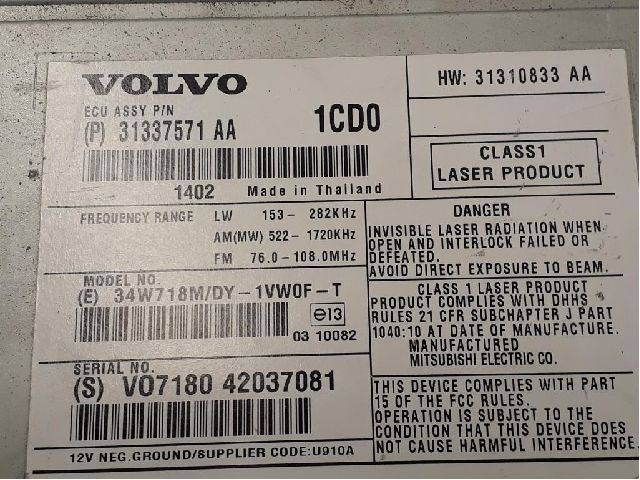 VOLVO
ECU ASSY P/N
(P) 31337571 AA
1CD0
1402 Made in Thailand
FREQUENCY RANGE LW 153- 282KHz
AM(MW) 522-1720KHz
FM 76.0-108.0MHz
MODEL NO.
(E) 34W718M/DY-1VW0F-T
e13
03 10082
SERIAL NO.
(S) VO7180 42037081
12V NEG.GROUND/SUPPLIER CODE:U910A
HW: 31310833 AA
CLASS1
LASER PRODUCT
DANGER
INVISIBLE LASER RADIATION WHEN
OPEN AND INTERLOCK FAILED OR
DEFEATED.
AVOID DIRECT EXPOSURE TO BEAM.
CLASS 1 LASER PRODUCT
PRODUCT COMPLIES WITH DHHS
RULES 21 CFR SUBCHAPTER J PART
1040:10 AT DATE OF MANUFACTURE.
MANUFACTURED
MITSUBISHI ELECTRIC CO.
THIS DEVICE COMPLIES WITH PART
15 OF THE FCC RULES.
OPERATION IS SUBJECT TO THE
CONDITION THAT THIS DEVICE DOES
NOT CAUSE HARMFUL INTERFERENCE.